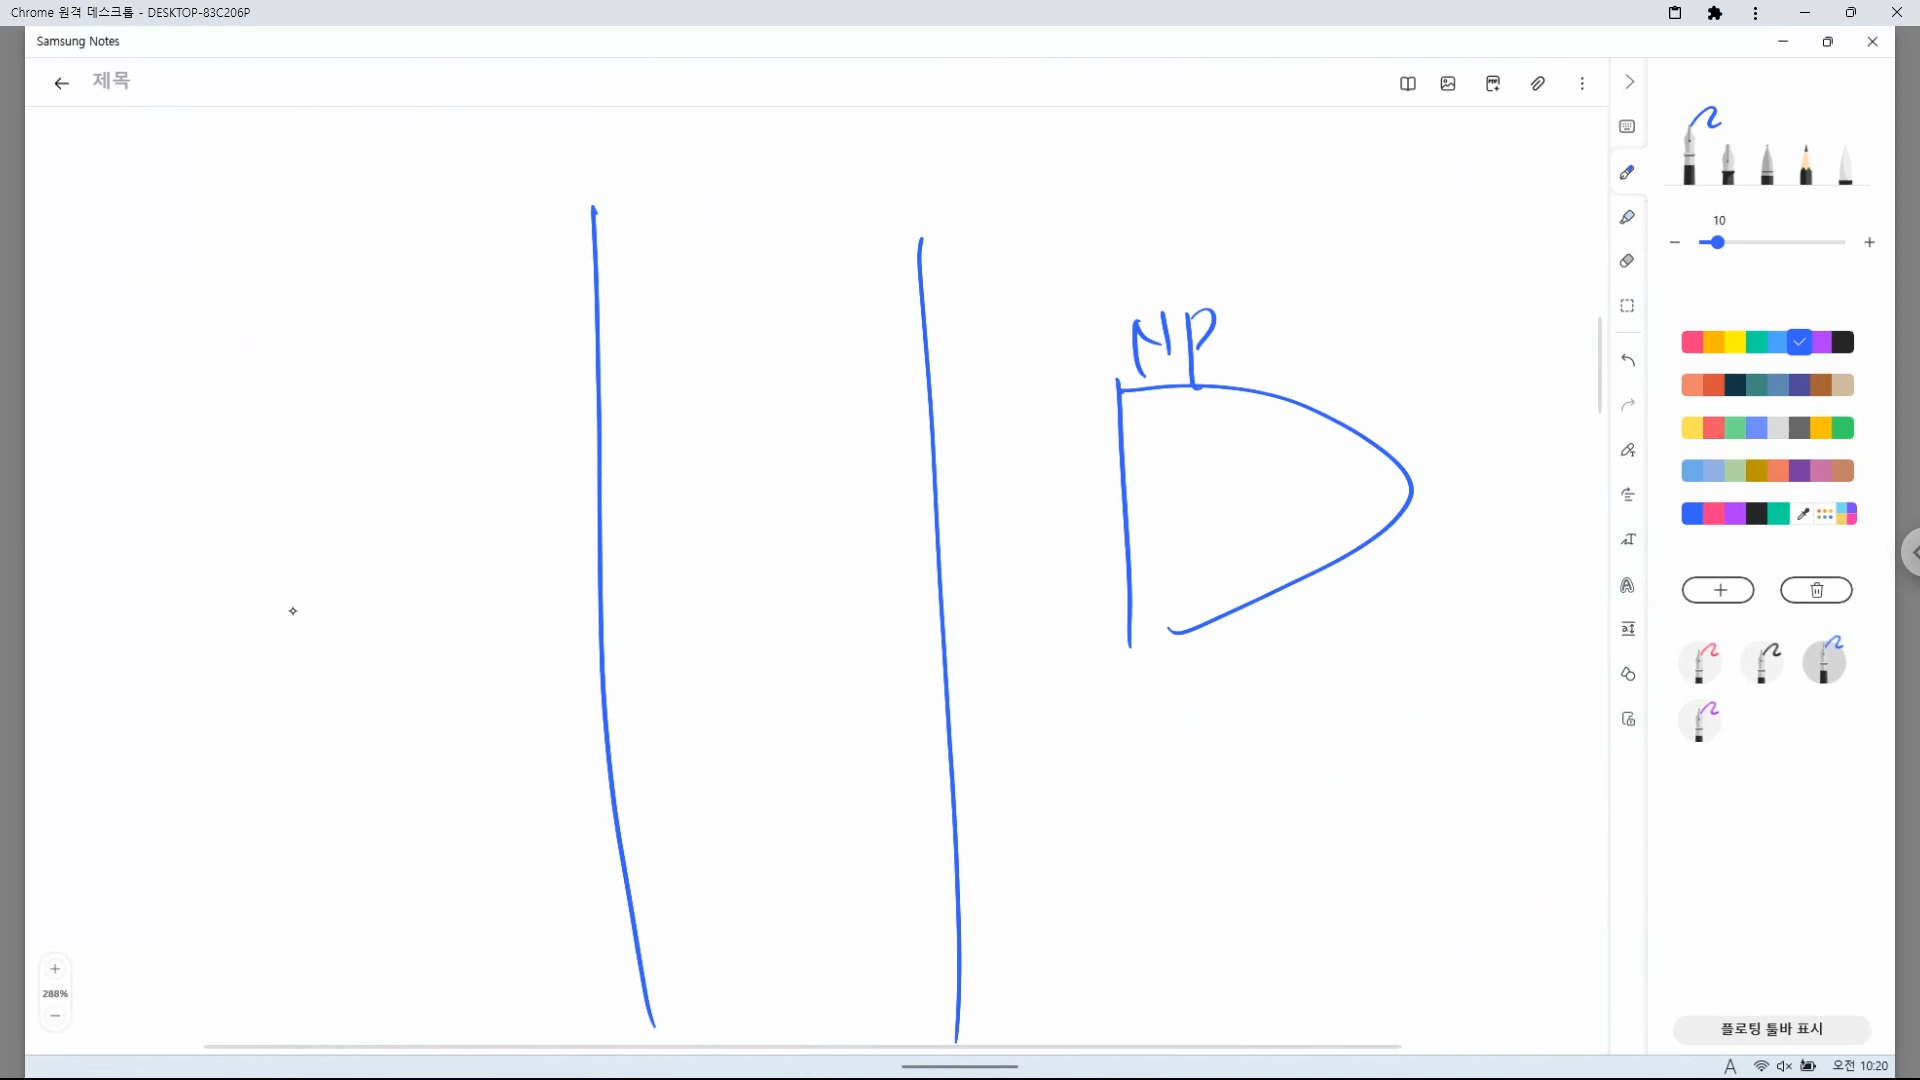 Chrome 원격 데스크톱 - DESKTOP-83C206P
Samsung Notes
제목
PDF
10
NP
D
288%
플로팅 툴바 표시
A
오전 10:20